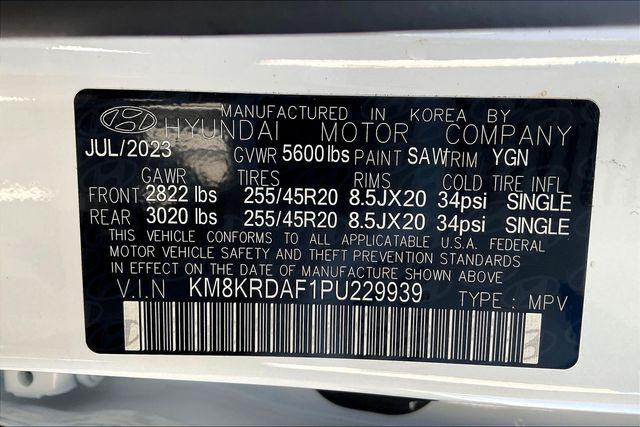 MANUFACTURED IN KOREA BY
HYUNDAI MOTOR COMPANY
JUL/2023 GVWR 5600 lbs PAINT SAW TRIM YGN
GAWR TIRES RIMS COLD TIRE INFL
FRONT 2822 lbs 255/45R20 8.5JX20 34psi SINGLE
REAR 3020 lbs 255/45R20 8.5JX20 34psi SINGLE
THIS VEHICLE CONFORMS TO ALL APPLICABLE U.S.A. FEDERAL
MOTOR VEHICLE SAFETY AND THEFT PREVENTION STANDARDS
IN EFFECT ON THE DATE OF MANUFACTURE SHOWN ABOVE
V.I.N KM8KRDAF1PU229939 TYPE : MPV